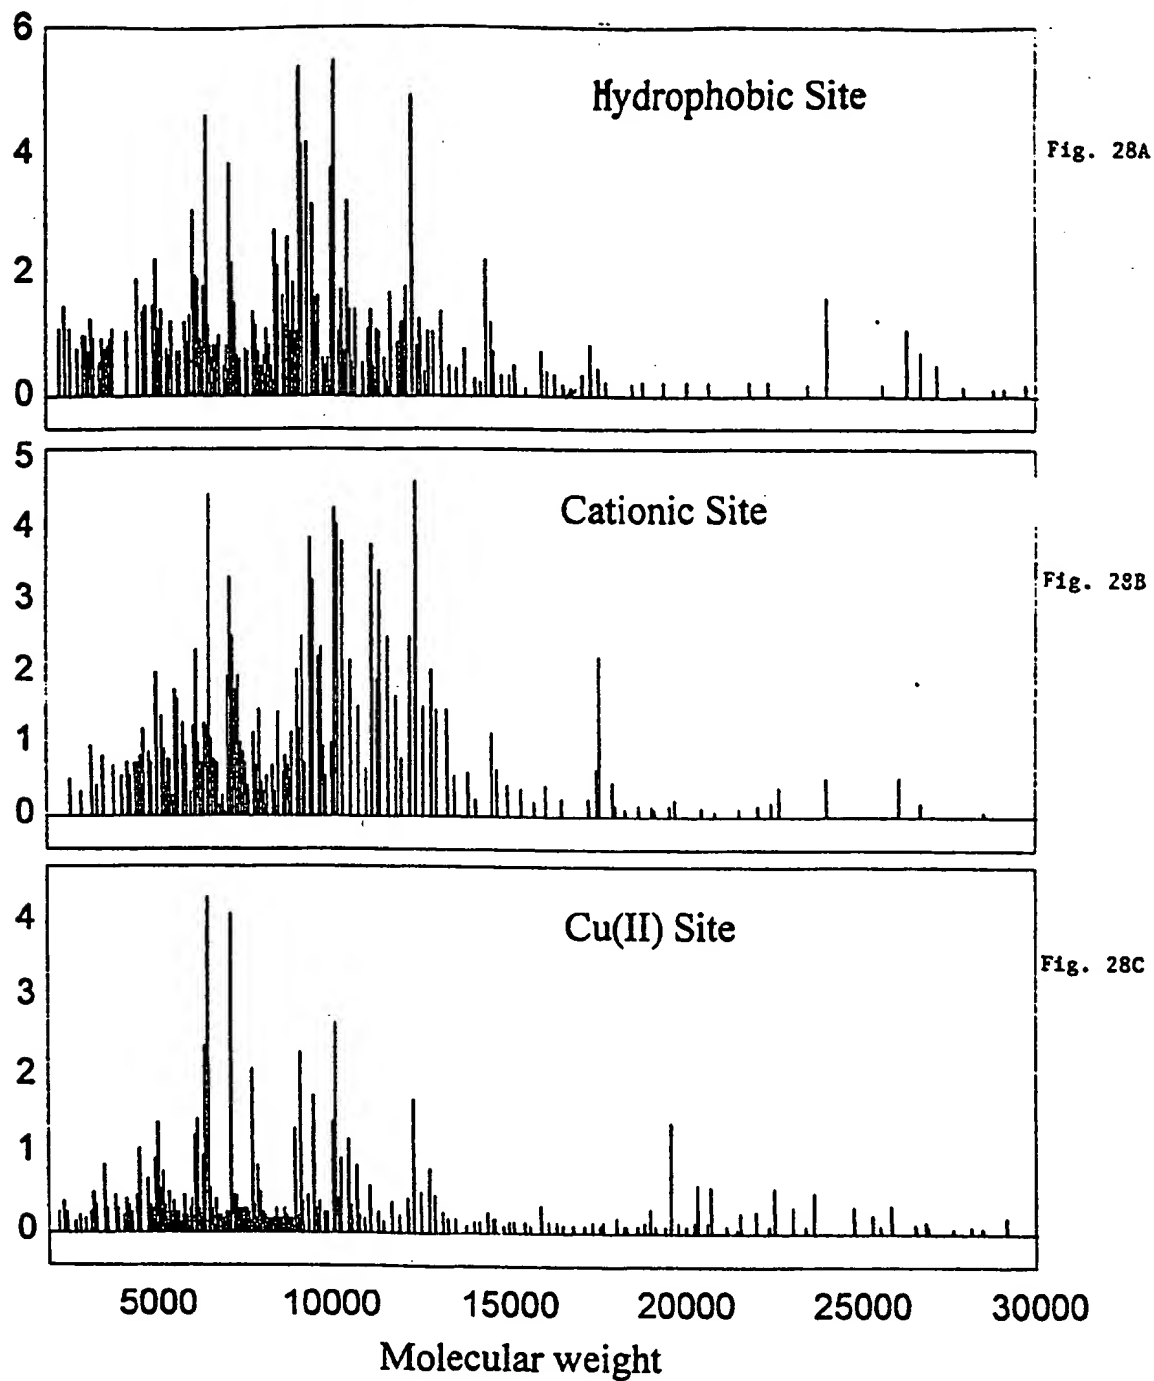 6
Hydrophobic Site
4
Fig. 28A
2
0
5
Cationic Site
4
Fig. 28B
3
2
1
0
4
Cu(II) Site
Fig. 28C
3
2
1
0
5000 10000 15000 20000 25000 30000
Molecular weight